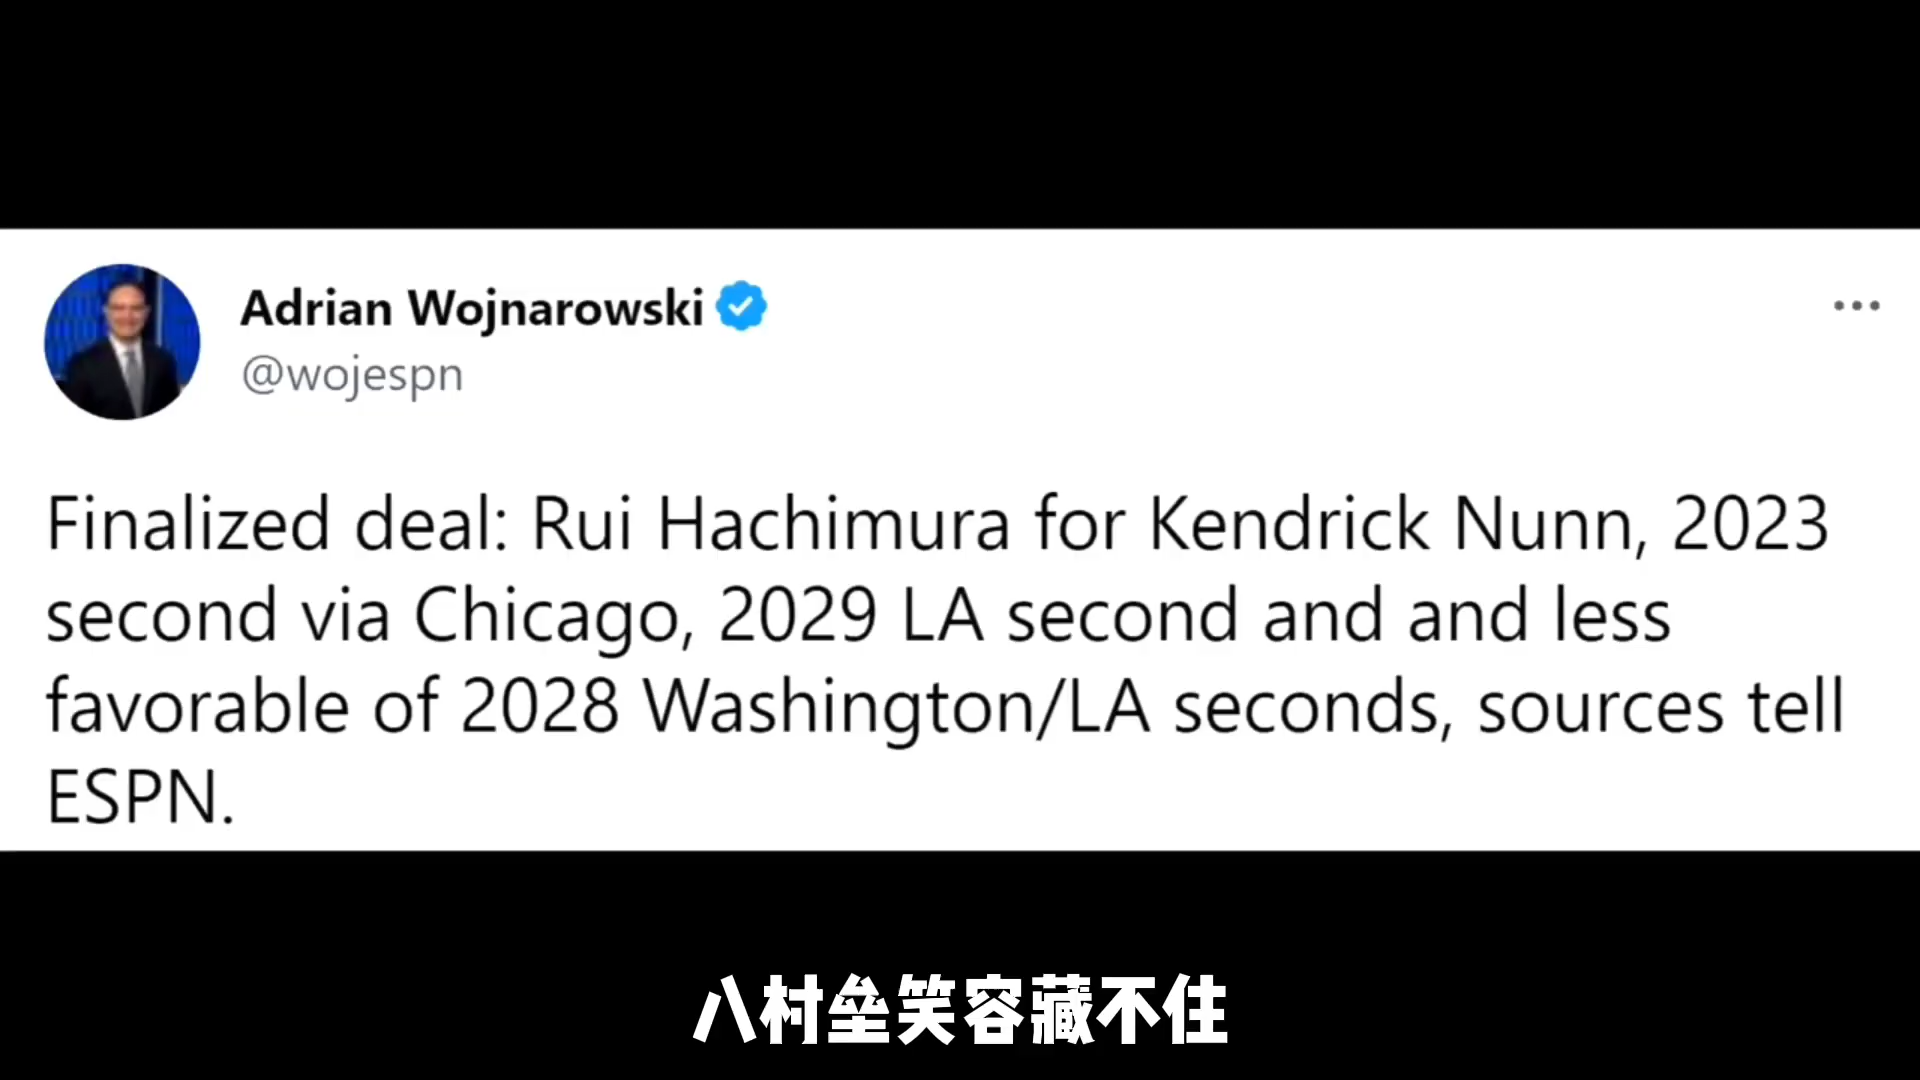 Adrian Wojnarowski
@wojespn
Finalized deal: Rui Hachimura for Kendrick Nunn, 2023
second via Chicago, 2029 LA second and and less
favorable of 2028 Washington/LA seconds, sources tell
ESPN.
八村垒笑容藏不住